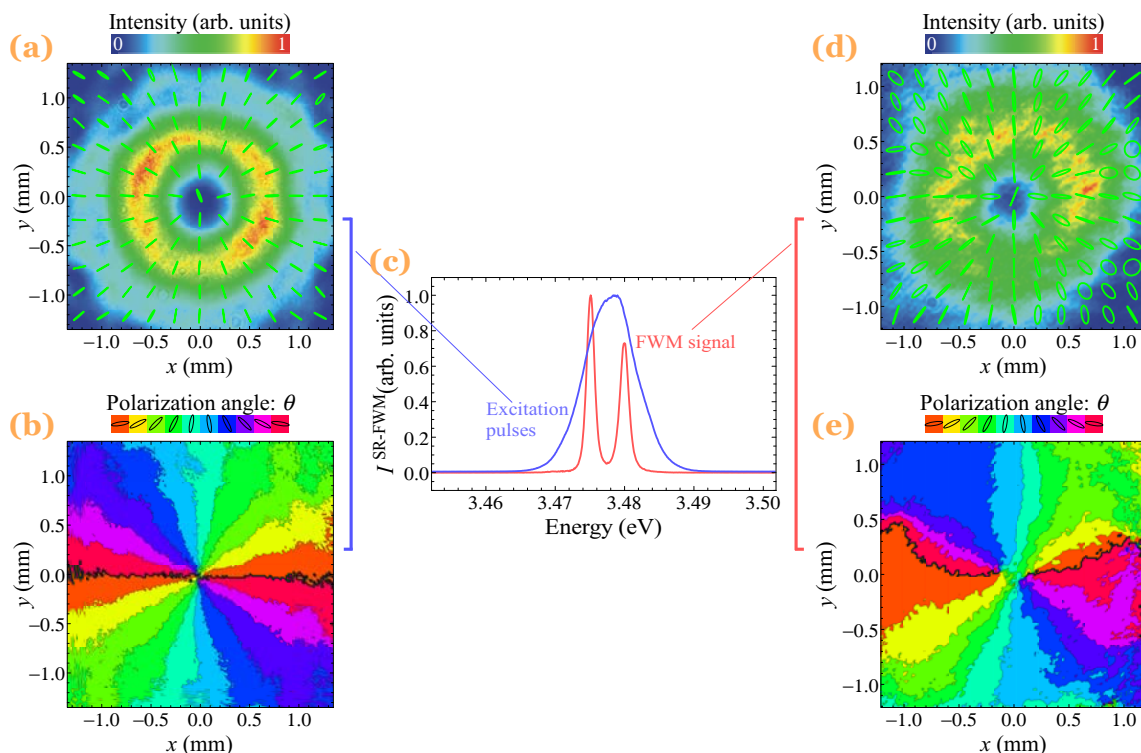 (a)
Intensity (arb. units)
0 1
1.0
0.5
0.0
−0.5
−1.0
y (mm)
−1.0 −0.5 0.0 0.5 1.0
x (mm)
(b)
Polarization angle: θ
1.0
0.5
0.0
−0.5
−1.0
y (mm)
−1.0 −0.5 0.0 0.5 1.0
x (mm)
(c)
I SR-FWM (arb. units)
1.0
0.8
0.6
0.4
0.2
0.0
FWM signal
Excitation
pulses
3.46 3.47 3.48 3.49 3.50
Energy (eV)
(d)
Intensity (arb. units)
0 1
1.0
0.5
0.0
−0.5
−1.0
y (mm)
−1.0 −0.5 0.0 0.5 1.0
x (mm)
(e)
Polarization angle: θ
1.0
0.5
0.0
−0.5
−1.0
y (mm)
−1.0 −0.5 0.0 0.5 1.0
x (mm)